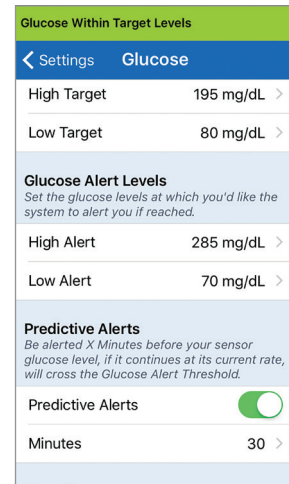 Glucose Within Target Levels
Settings Glucose
High Target 195 mg/dL
Low Target 80 mg/dL
Glucose Alert Levels
Set the glucose levels at which you'd like the
system to alert you if reached.
High Alert 285 mg/dL
Low Alert 70 mg/dL
Predictive Alerts
Be alerted X Minutes before your sensor
glucose level, if it continues at its current rate,
will cross the Glucose Alert Threshold.
Predictive Alerts
Minutes 30